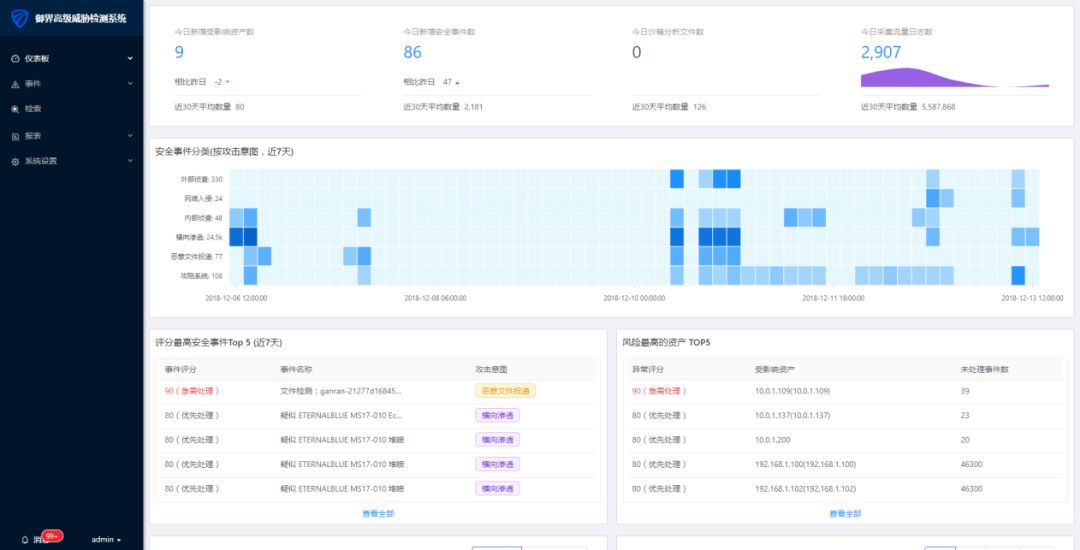 御界高级威胁检测系统
仪表板
事件
检索
报表
系统设置
消息
99+
admin
今日新增受影响资产数
9
相比昨日 -2
近30天平均数量 80
今日新增安全事件数
86
相比昨日 47
近30天平均数量 2,181
今日沙箱分析文件数
0
近30天平均数量 126
今日采集流量日志数
2,907
近30天平均数量 5,587,868
安全事件分类(按攻击意图，近7天)
外部侦查: 330
网络入侵: 24
内部侦查: 48
横向渗透: 24.5k
恶意文件投递: 77
攻陷系统: 108
2018-12-06 12:00:00
2018-12-08 06:00:00
2018-12-10 00:00:00
2018-12-11 18:00:00
2018-12-13 12:00:00
评分最高安全事件Top 5 (近7天)
事件评分 事件名称 攻击意图
90（急需处理） 文件检测：ganran-21277d16845... 恶意文件投递
80（优先处理） 疑似 ETERNALBLUE MS17-010 Ec... 横向渗透
80（优先处理） 疑似 ETERNALBLUE MS17-010 堆喷 横向渗透
80（优先处理） 疑似 ETERNALBLUE MS17-010 堆喷 横向渗透
80（优先处理） 疑似 ETERNALBLUE MS17-010 堆喷 横向渗透
查看全部
风险最高的资产 TOP5
异常评分 受影响资产 未处理事件数
90（急需处理） 10.0.1.109(10.0.1.109) 39
80（优先处理） 10.0.1.137(10.0.1.137) 23
80（优先处理） 10.0.1.200 20
80（优先处理） 192.168.1.100(192.168.1.100) 46300
80（优先处理） 192.168.1.102(192.168.1.102) 46300
查看全部